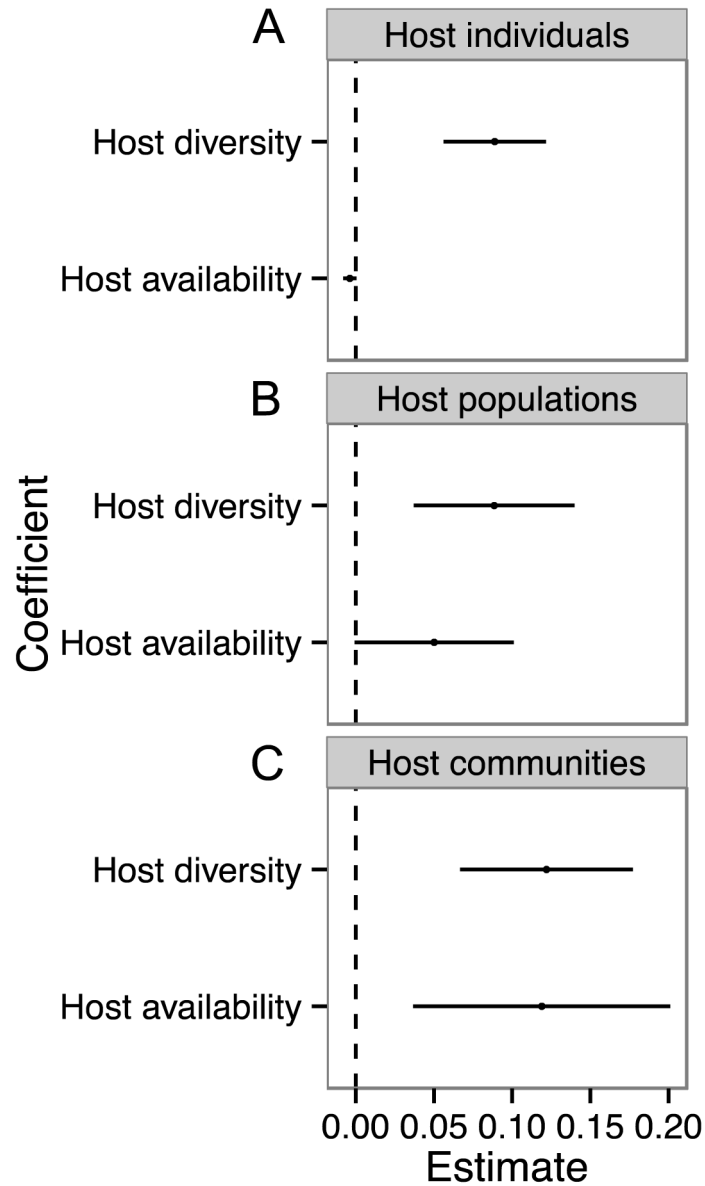 A
Host individuals
Host diversity
Host availability
B
Host populations
Host diversity
Host availability
Coefficient
C
Host communities
Host diversity
Host availability
0.00 0.05 0.10 0.15 0.20
Estimate